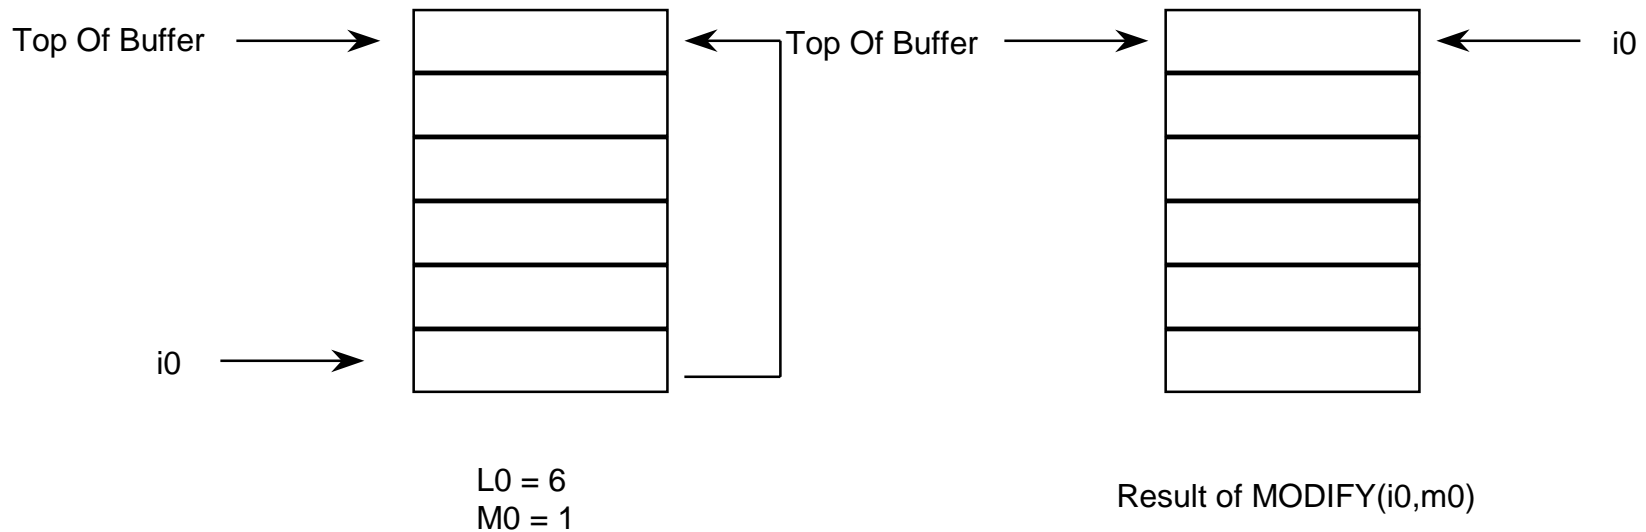 Top Of Buffer
Top Of Buffer
i0
i0
L0 = 6
M0 = 1
Result of MODIFY(i0,m0)